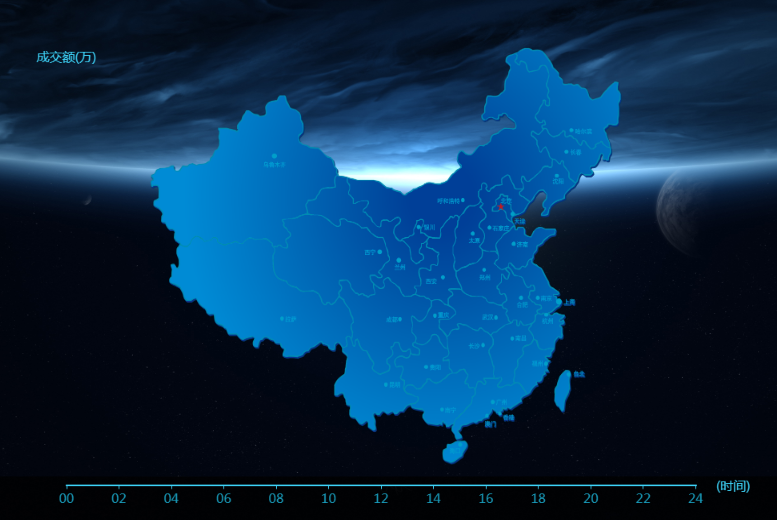 成交额(万)
哈尔滨
长春
乌鲁木齐
沈阳
呼和浩特
北京
天津
银川
石家庄
太原
济南
西宁
兰州
郑州
西安
合肥
南京
上海
拉萨
成都
重庆
武汉
杭州
长沙
南昌
贵阳
福州
台北
昆明
广州
南宁
香港
澳门
00 02 04 06 08 10 12 14 16 18 20 22 24
(时间)